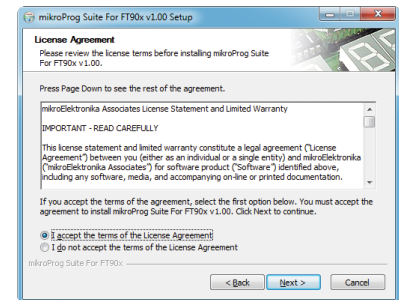 mikroProg Suite For FT90x v1.00 Setup
License Agreement
Please review the license terms before installing mikroProg Suite
For FT90x v1.00.
Press Page Down to see the rest of the agreement.
mikroElektronika Associates License Statement and Limited Warranty
IMPORTANT - READ CAREFULLY
This license statement and limited warranty constitute a legal agreement ("License
Agreement") between you (either as an individual or a single entity) and mikroElektronika
("mikroElektronika Associates") for software product ("Software") identified above,
including any software, media, and accompanying on-line or printed documentation.
If you accept the terms of the agreement, select the first option below. You must accept the
agreement to install mikroProg Suite For FT90x v1.00. Click Next to continue.
I accept the terms of the License Agreement
I do not accept the terms of the License Agreement
mikroProg Suite For FT90x
< Back Next > Cancel